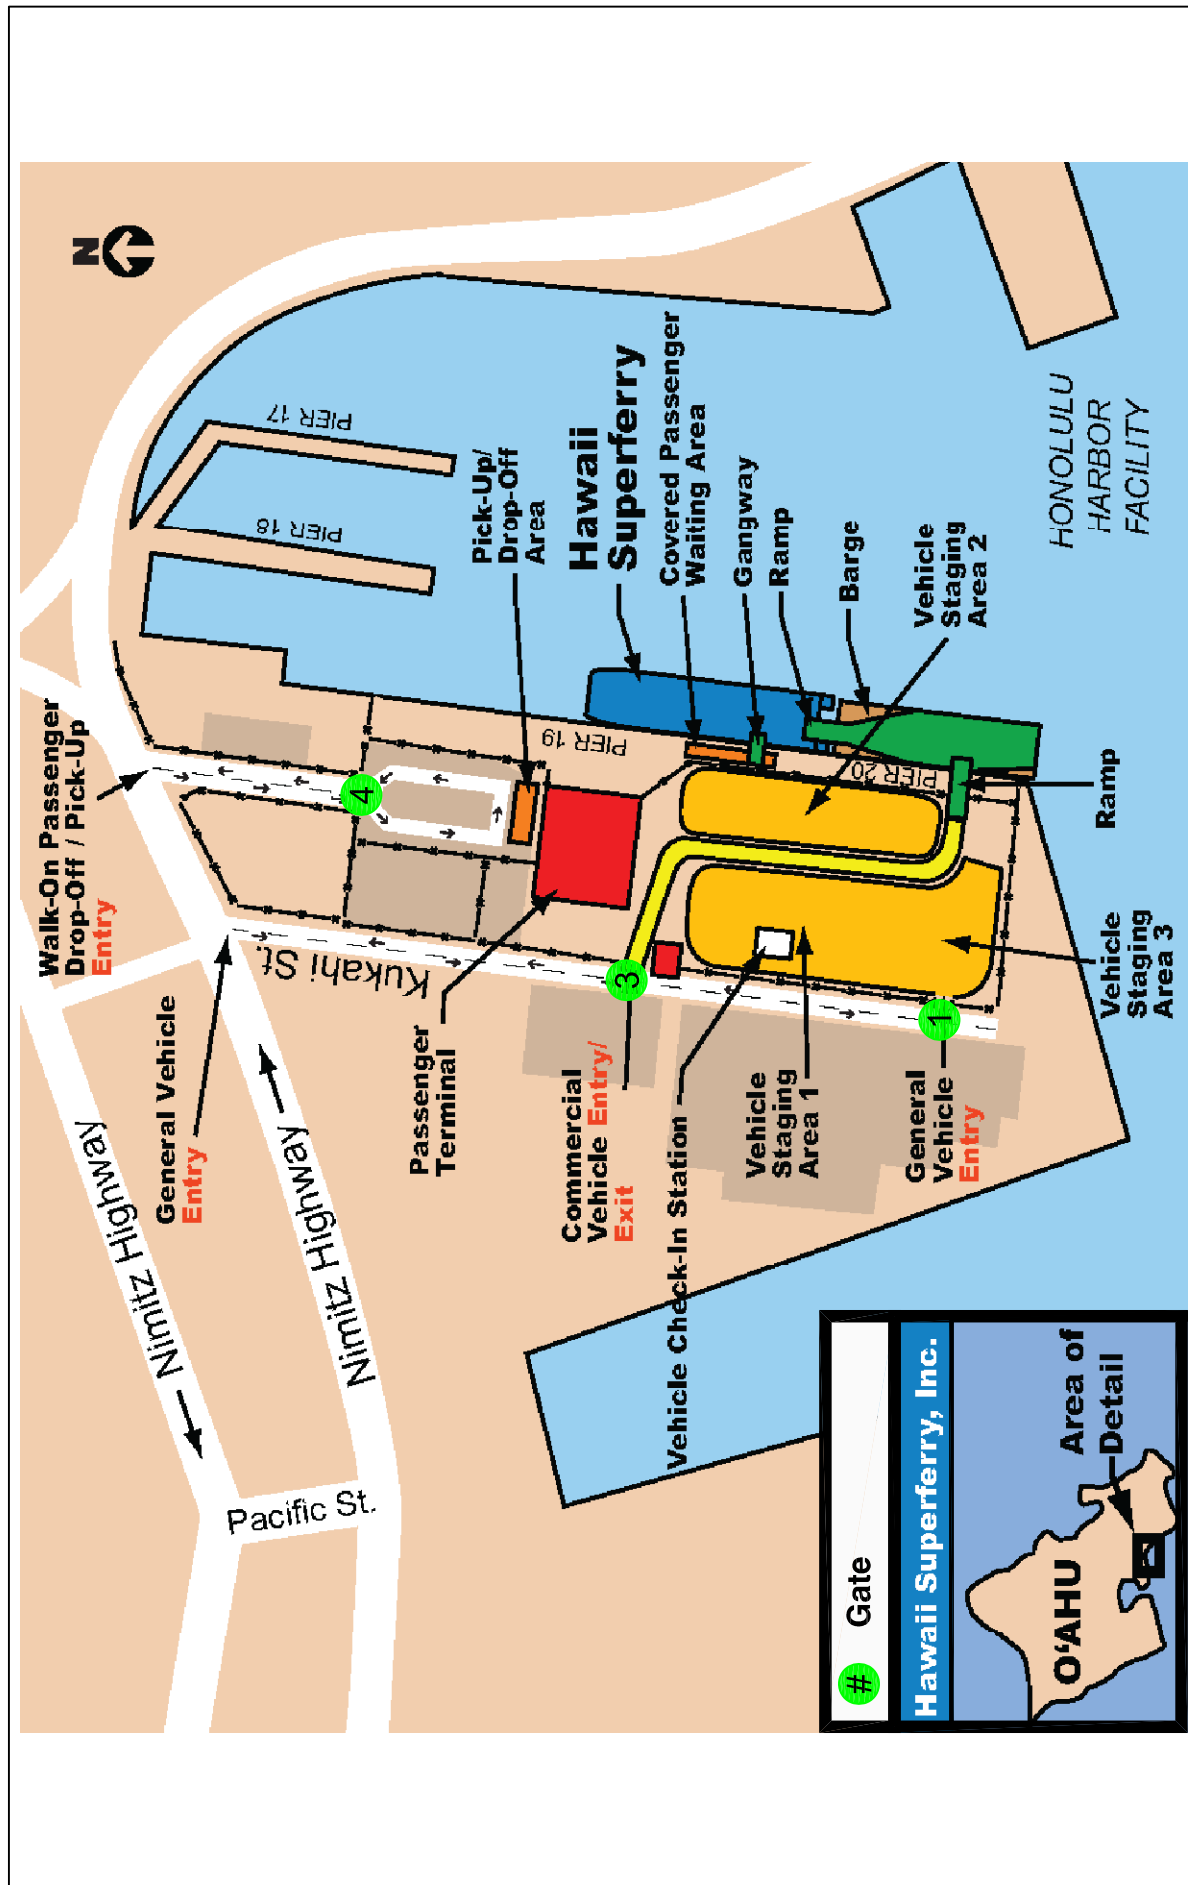 N
Walk-On Passenger
Drop-Off / Pick-Up
Entry
General Vehicle
Entry
Nimitz Highway
Nimitz Highway
Pacific St.
Kukahi St.
PIER 17
PIER 18
Pick-Up/
Drop-Off
Area
Hawaii
Superferry
Covered Passenger
Waiting Area
Gangway
Ramp
Barge
Vehicle
Staging
Area 2
PIER 19
PIER 20
4
3
1
Passenger
Terminal
Commercial
Vehicle Entry/
Exit
Vehicle Check-In Station
Vehicle
Staging
Area 1
General
Vehicle
Entry
Vehicle
Staging
Area 3
Ramp
HONOLULU
HARBOR
FACILITY
# Gate
Hawaii Superferry, Inc.
O‘AHU
Area of
Detail